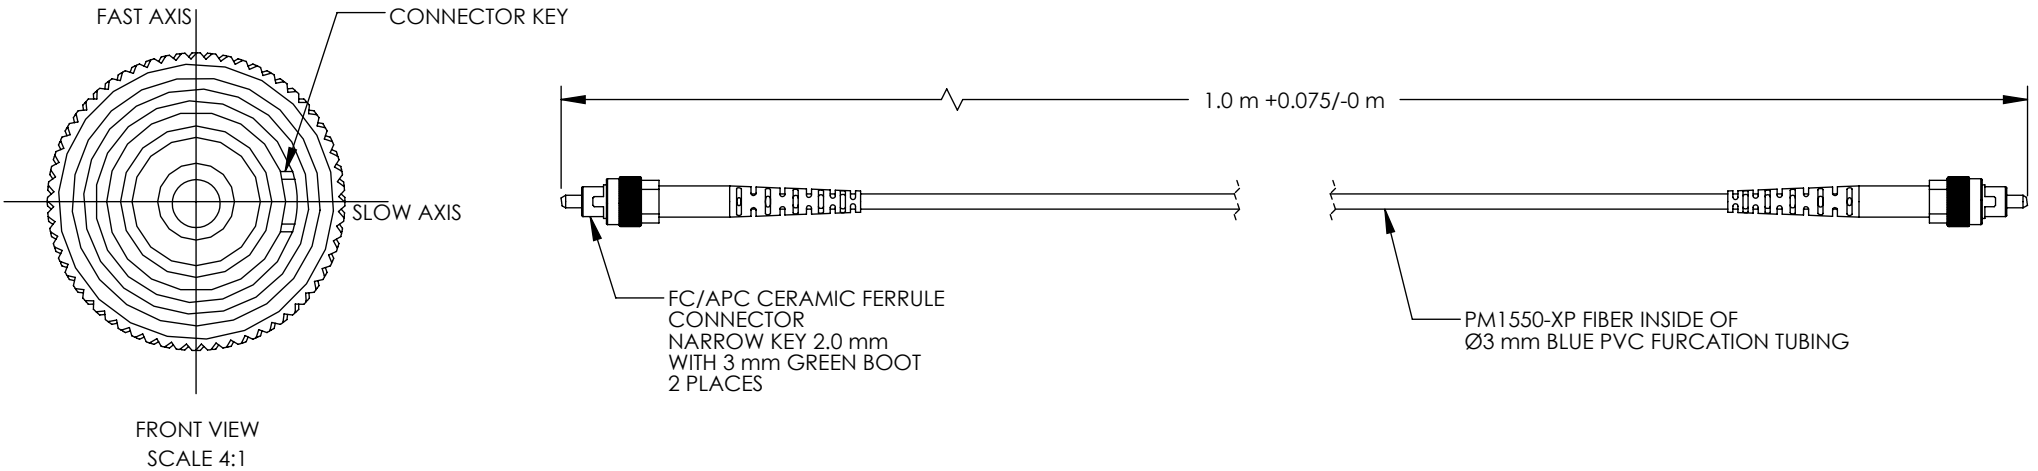 FAST AXIS
CONNECTOR KEY
1.0 m +0.075/-0 m
SLOW AXIS
FC/APC CERAMIC FERRULE
CONNECTOR
NARROW KEY 2.0 mm
WITH 3 mm GREEN BOOT
2 PLACES
PM1550-XP FIBER INSIDE OF
Ø3 mm BLUE PVC FURCATION TUBING
FRONT VIEW
SCALE 4:1